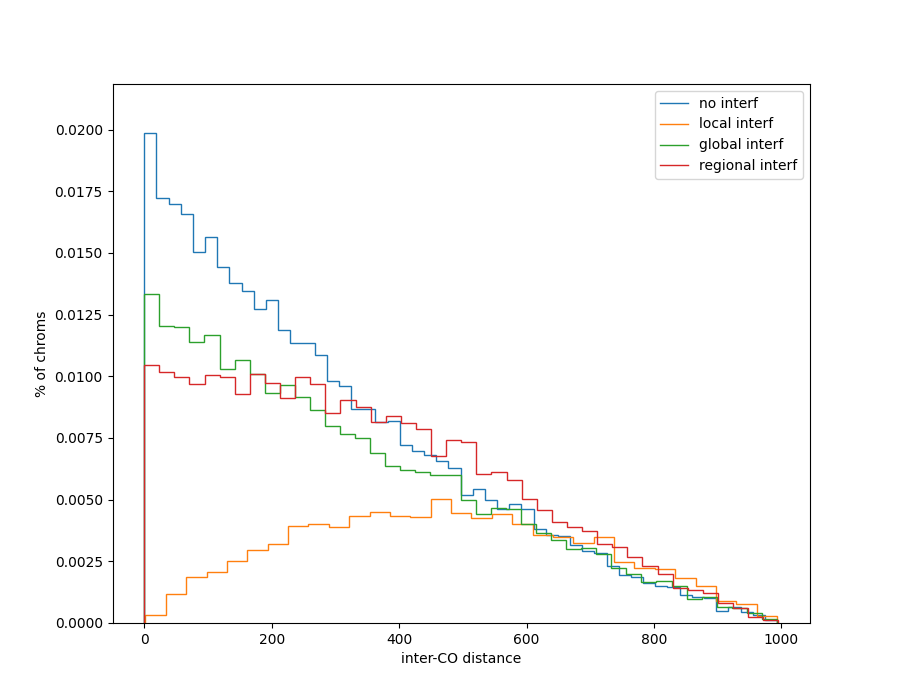 no interf
local interf
global interf
regional interf
0.0200
0.0175
0.0150
0.0125
0.0100
0.0075
0.0050
0.0025
0.0000
% of chroms
0 200 400 600 800 1000
inter-CO distance